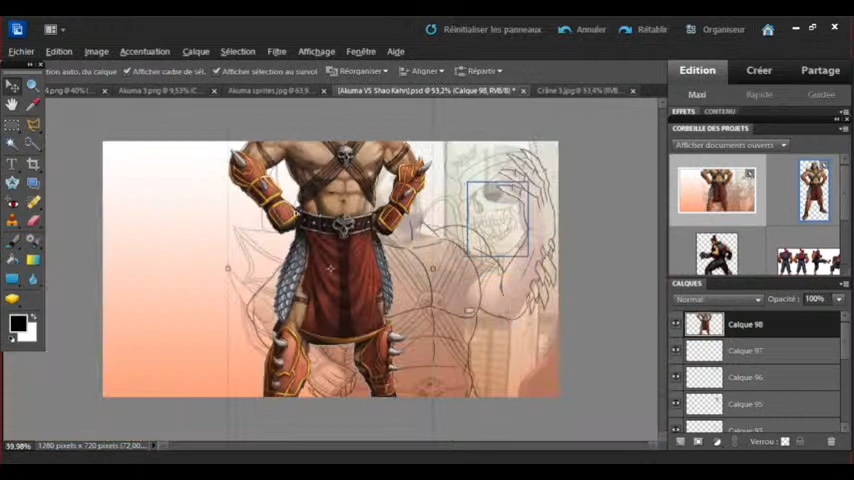 Réinitialiser les panneaux Annuler Rétablir Organiseur
Fichier Edition Image Accentuation Calque Sélection Filtre Affichage Fenêtre Aide
tion auto. du calque Afficher cadre de sél. Afficher sélection au survol Réorganiser Aligner Répartir
Edition Créer Partage
4.png @ 40% (... Akuma 3.png @ 9,53% (C... Akuma sprites.jpg @ 63,9... [Akuma VS Shao Kahn].psd @ 53,2% (Calque 98, RVB/8) * Crâne 3.jpg @ 53,4% (RVB/8) *
Maxi Rapide Guidée
EFFETS CONTENU
CORBEILLE DES PROJETS
Afficher documents ouverts
CALQUES
Normal Opacité : 100%
Calque 98
Calque 97
Calque 96
Calque 95
Calque 93
59,98% 1280 pixels x 720 pixels (72,00...
Verrou :